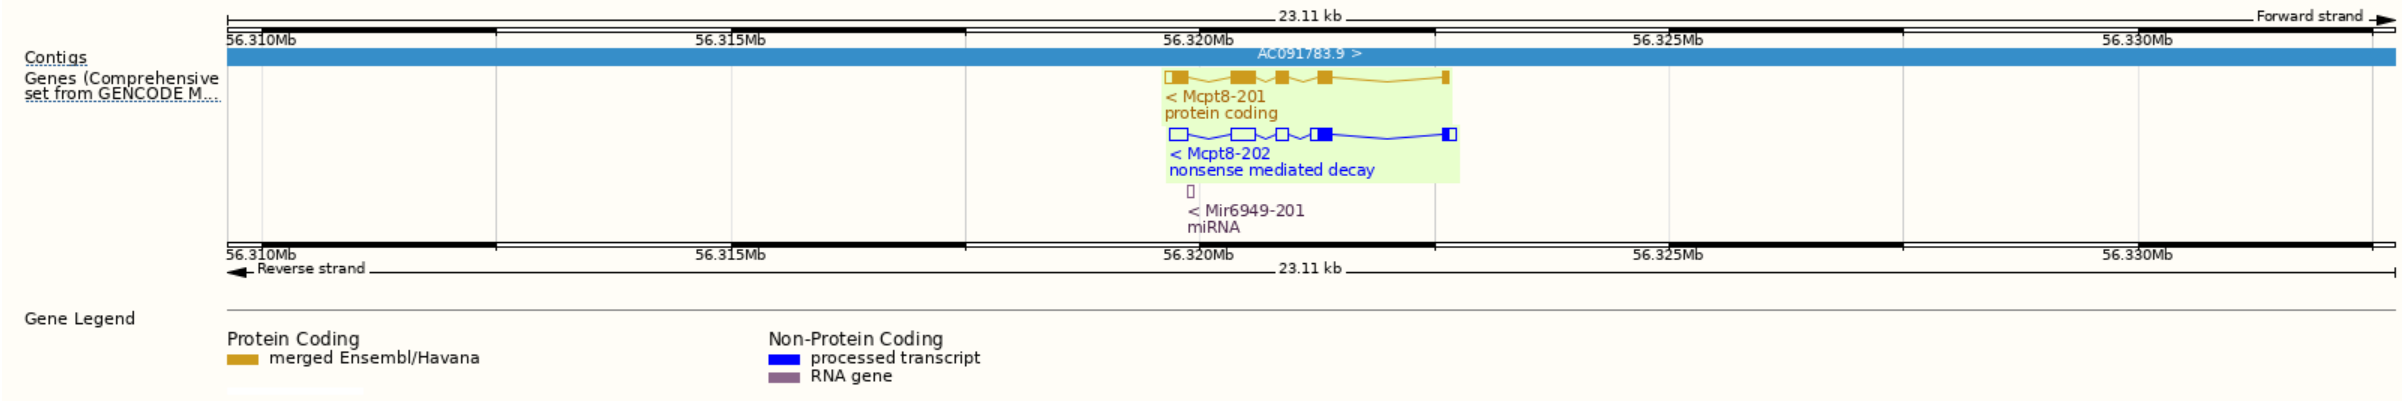 23.11 kb
Forward strand
56.310Mb 56.315Mb 56.320Mb 56.325Mb 56.330Mb
Contigs
AC091783.9 >
Genes (Comprehensive
set from GENCODE M...
< Mcpt8-201
protein coding
< Mcpt8-202
nonsense mediated decay
< Mir6949-201
miRNA
56.310Mb 56.315Mb 56.320Mb 56.325Mb 56.330Mb
Reverse strand
23.11 kb
Gene Legend
Protein Coding
merged Ensembl/Havana
Non-Protein Coding
processed transcript
RNA gene